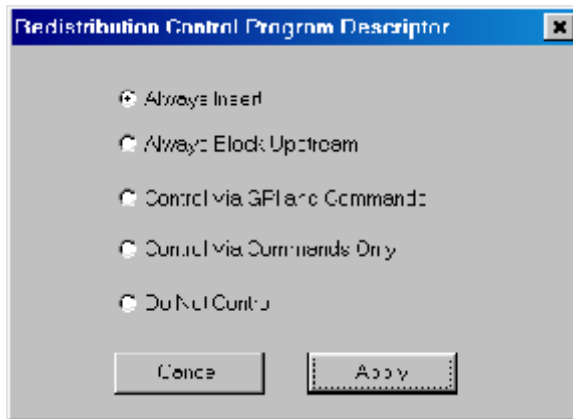 Redistribution Control Program Descriptor
Always Insert
Always Block Upstream
Control via GPI and Commands
Control via Commands Only
Do Not Control
Cancel
Apply